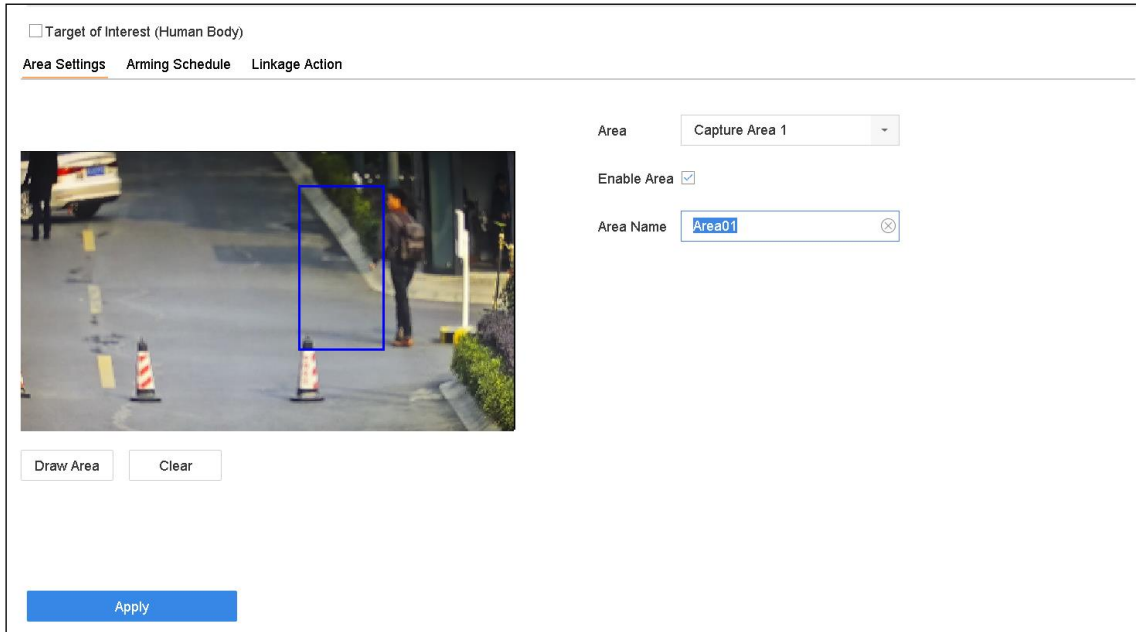 Target of Interest (Human Body)
Area Settings Arming Schedule Linkage Action
Area Capture Area 1
Enable Area
Area Name Area01
Draw Area Clear
Apply